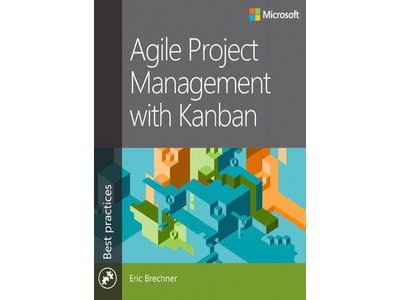 Microsoft
Agile Project
Management
with Kanban
Best practices
Eric Brechner